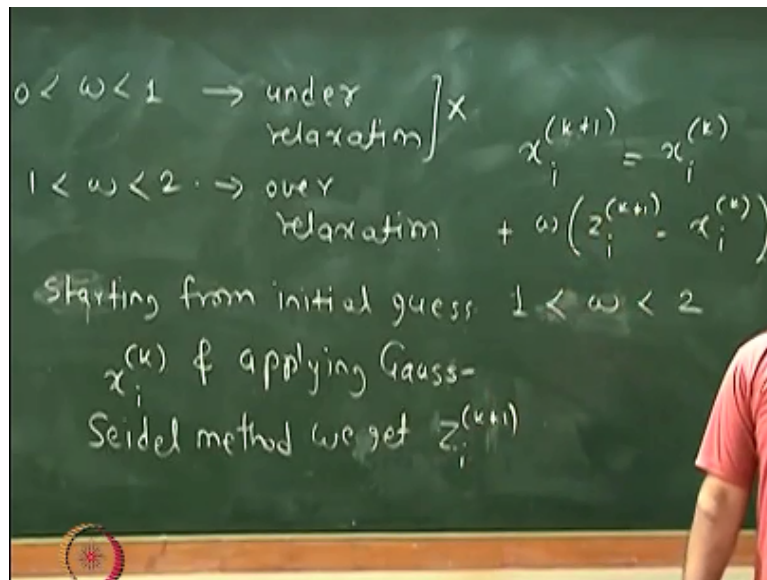 0 < ω < 1 → under
relaxation ] X
1 < ω < 2 . → over
relaxation
x_i^(k+1) = x_i^(k)
+ ω(z_i^(k+1) - x_i^(k))
Starting from initial guess 1 < ω < 2
x_i^(k) & applying Gauss-
Seidel method we get z_i^(k+1)